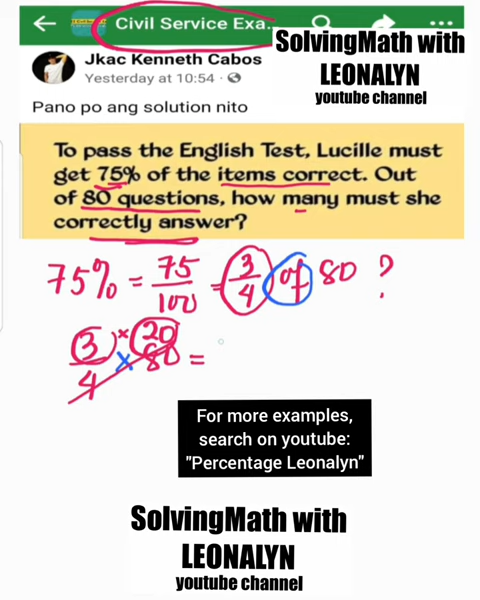 Civil Service Exa...
SolvingMath with
LEONALYN
youtube channel
Jkac Kenneth Cabos
Yesterday at 10:54
Pano po ang solution nito
To pass the English Test, Lucille must
get 75% of the items correct. Out
of 80 questions, how many must she
correctly answer?
75% = 75/100 = 3/4 of 80 ?
3/4 × 20
× 80 =
For more examples,
search on youtube:
"Percentage Leonalyn"
SolvingMath with
LEONALYN
youtube channel